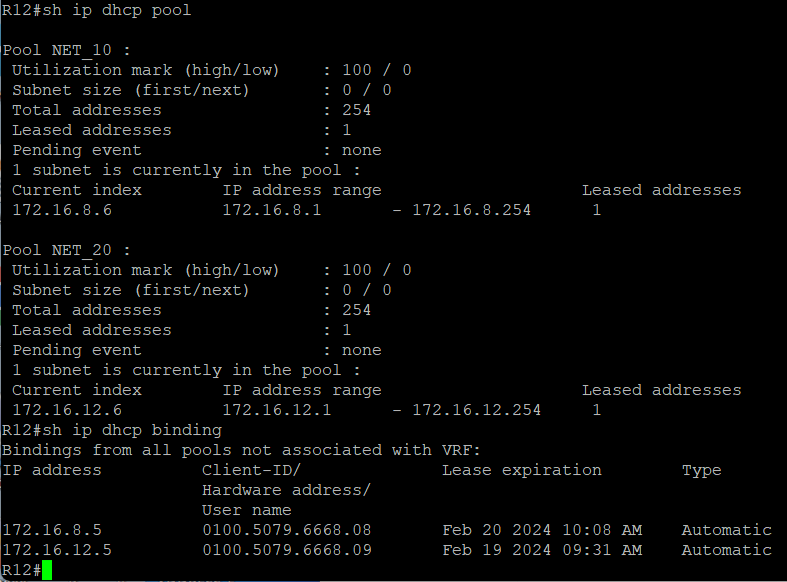 R12#sh ip dhcp pool
Pool NET_10 :
Utilization mark (high/low)    : 100 / 0
Subnet size (first/next)       : 0 / 0
Total addresses                : 254
Leased addresses               : 1
Pending event                  : none
1 subnet is currently in the pool :
Current index        IP address range                    Leased addresses
172.16.8.6           172.16.8.1       - 172.16.8.254      1
Pool NET_20 :
Utilization mark (high/low)    : 100 / 0
Subnet size (first/next)       : 0 / 0
Total addresses                : 254
Leased addresses               : 1
Pending event                  : none
1 subnet is currently in the pool :
Current index        IP address range                    Leased addresses
172.16.12.6          172.16.12.1      - 172.16.12.254     1
R12#sh ip dhcp binding
Bindings from all pools not associated with VRF:
IP address          Client-ID/              Lease expiration        Type
Hardware address/
User name
172.16.8.5          0100.5079.6668.08       Feb 20 2024 10:08 AM    Automatic
172.16.12.5         0100.5079.6668.09       Feb 19 2024 09:31 AM    Automatic
R12#